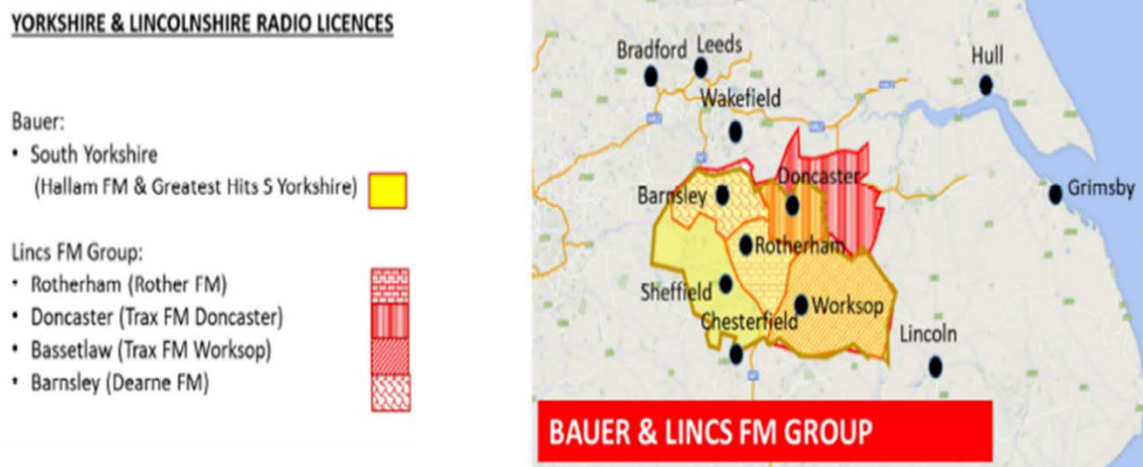 YORKSHIRE & LINCOLNSHIRE RADIO LICENCES
Bauer:
• South Yorkshire
(Hallam FM & Greatest Hits S Yorkshire)
Lincs FM Group:
• Rotherham (Rother FM)
• Doncaster (Trax FM Doncaster)
• Bassetlaw (Trax FM Worksop)
• Barnsley (Dearne FM)
Bradford
Leeds
Hull
Wakefield
Doncaster
Barnsley
Grimsby
Rotherham
Sheffield
Worksop
Chesterfield
Lincoln
BAUER & LINCS FM GROUP